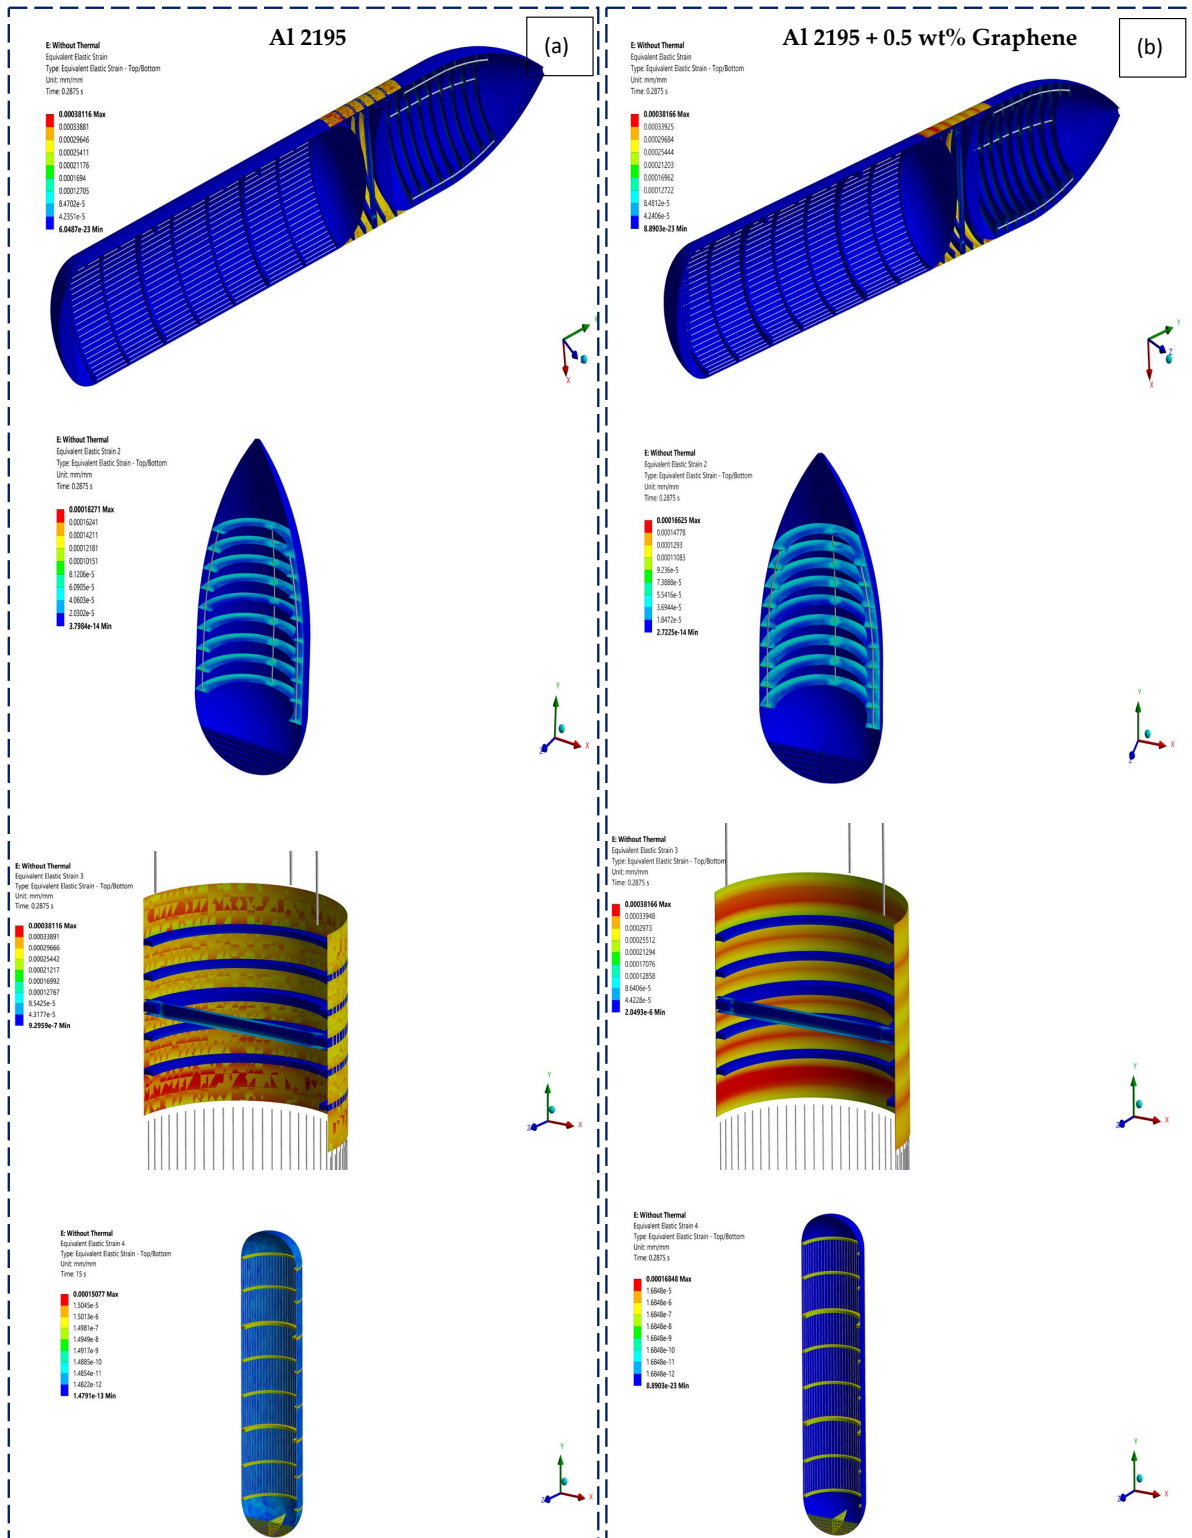 Al 2195
(a)
E: Without Thermal
Equivalent Elastic Strain
Type: Equivalent Elastic Strain - Top/Bottom
Unit: mm/mm
Time: 0.2875 s
0.00038116 Max
0.00033881
0.00029646
0.00025411
0.00021176
0.0001694
0.00012705
8.4702e-5
4.2351e-5
6.0487e-23 Min
Y
X
E: Without Thermal
Equivalent Elastic Strain 2
Type: Equivalent Elastic Strain - Top/Bottom
Unit: mm/mm
Time: 0.2875 s
0.00018271 Max
0.00016241
0.00014211
0.00012181
0.00010151
8.1206e-5
6.0905e-5
4.0603e-5
2.0302e-5
3.7984e-14 Min
Y
Z
X
E: Without Thermal
Equivalent Elastic Strain 3
Type: Equivalent Elastic Strain - Top/Bottom
Unit: mm/mm
Time: 0.2875 s
0.00038116 Max
0.00033891
0.00029666
0.00025442
0.00021217
0.00016992
0.00012767
8.5425e-5
4.3177e-5
9.2959e-7 Min
Y
Z
X
E: Without Thermal
Equivalent Elastic Strain 4
Type: Equivalent Elastic Strain - Top/Bottom
Unit: mm/mm
Time: 15 s
0.00015077 Max
1.5045e-5
1.5013e-6
1.4981e-7
1.4949e-8
1.4917e-9
1.4885e-10
1.4854e-11
1.4822e-12
1.4791e-13 Min
Y
Z
X
Al 2195 + 0.5 wt% Graphene
(b)
E: Without Thermal
Equivalent Elastic Strain
Type: Equivalent Elastic Strain - Top/Bottom
Unit: mm/mm
Time: 0.2875 s
0.00038166 Max
0.00033925
0.00029684
0.00025444
0.00021203
0.00016962
0.00012722
8.4812e-5
4.2406e-5
8.8903e-23 Min
Y
Z
X
E: Without Thermal
Equivalent Elastic Strain 2
Type: Equivalent Elastic Strain - Top/Bottom
Unit: mm/mm
Time: 0.2875 s
0.00016625 Max
0.00014778
0.0001293
0.00011083
9.236e-5
7.3888e-5
5.5416e-5
3.6944e-5
1.8472e-5
2.7225e-14 Min
Y
Z
X
E: Without Thermal
Equivalent Elastic Strain 3
Type: Equivalent Elastic Strain - Top/Bottom
Unit: mm/mm
Time: 0.2875 s
0.00038166 Max
0.00033948
0.0002973
0.00025512
0.00021294
0.00017076
0.00012858
8.6406e-5
4.4228e-5
2.0493e-6 Min
Y
Z
X
E: Without Thermal
Equivalent Elastic Strain 4
Type: Equivalent Elastic Strain - Top/Bottom
Unit: mm/mm
Time: 0.2875 s
0.00016848 Max
1.6848e-5
1.6848e-6
1.6848e-7
1.6848e-8
1.6848e-9
1.6848e-10
1.6848e-11
1.6848e-12
8.8903e-23 Min
Y
Z
X